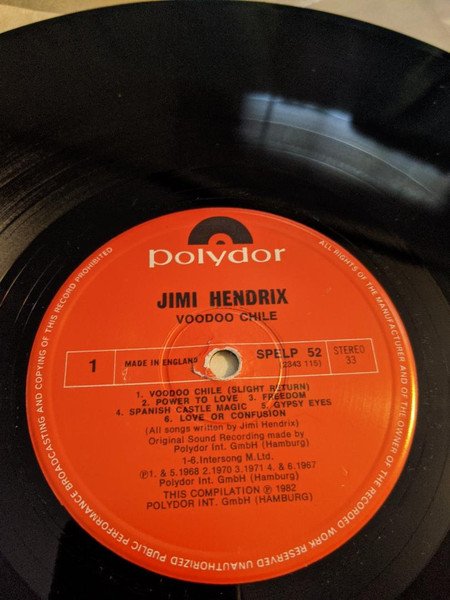 polydor
JIMI HENDRIX
VOODOO CHILE
1
MADE IN ENGLAND
SPELP 52
(2343 115)
STEREO
33
1. VOODOO CHILE (SLIGHT RETURN)
2. POWER TO LOVE 3. FREEDOM
4. SPANISH CASTLE MAGIC 5. GYPSY EYES
6. LOVE OR CONFUSION
(All songs written by Jimi Hendrix)
Original Sound Recording made by
Polydor Int. GmbH (Hamburg)
1-6. Intersong M.Ltd.
℗1. & 5.1968 2.1970 3.1971 4. & 6.1967
Polydor Int. GmbH (Hamburg)
THIS COMPILATION ℗ 1982
POLYDOR INT. GmbH (HAMBURG)
ALL RIGHTS OF THE MANUFACTURER AND OF THE OWNER OF THE RECORDED WORK RESERVED UNAUTHORIZED PUBLIC PERFORMANCE BROADCASTING AND COPYING OF THIS RECORD PROHIBITED